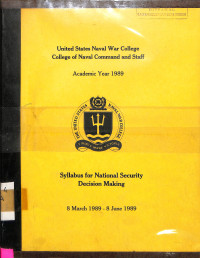 United States Naval War College
College of Naval Command and Staff
Academic Year 1989
Syllabus for National Security
Decision Making
8 March 1989 - 8 June 1989